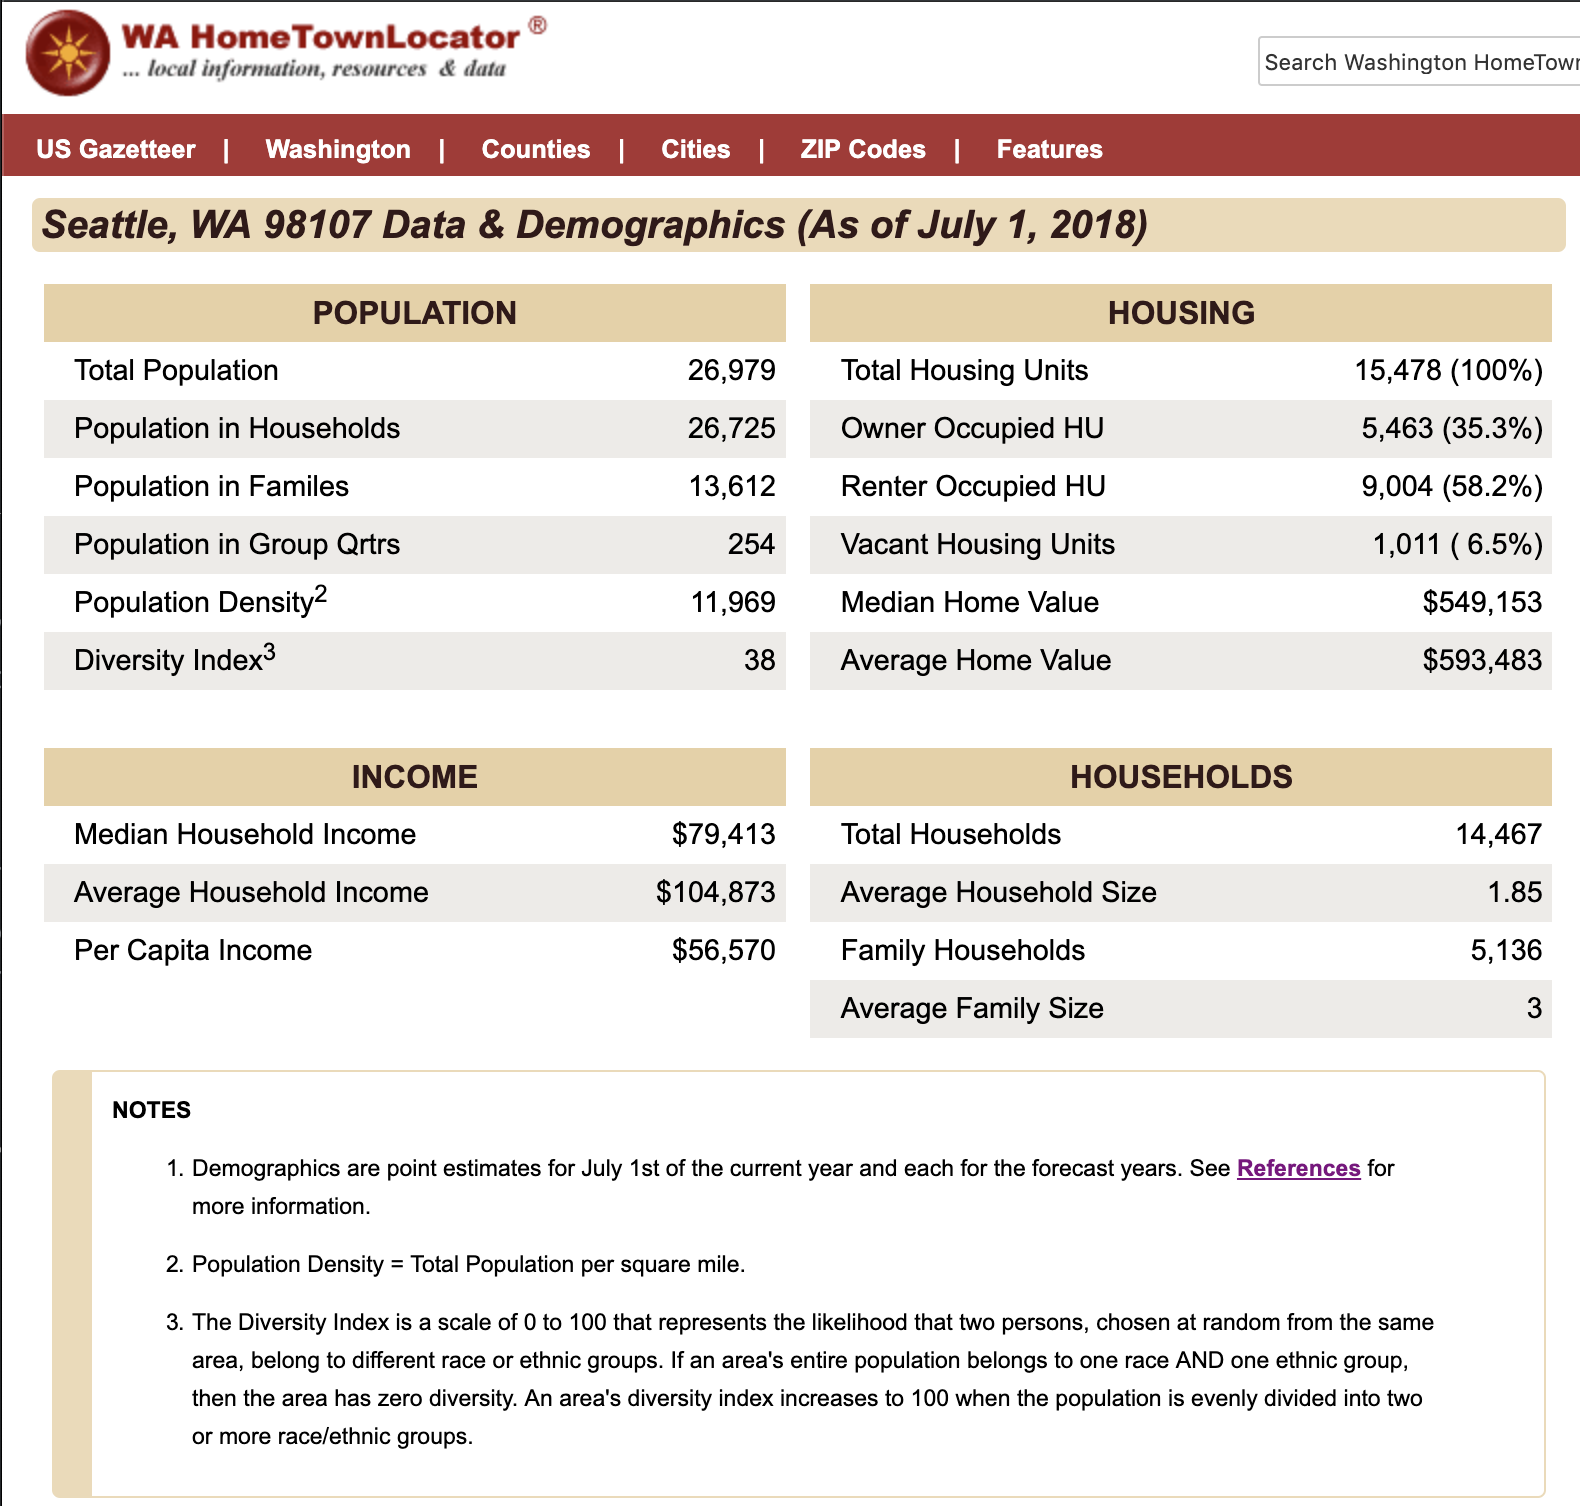 WA HomeTownLocator ®
... local information, resources & data
Search Washington HomeTow
US Gazetteer | Washington | Counties | Cities | ZIP Codes | Features
Seattle, WA 98107 Data & Demographics (As of July 1, 2018)
POPULATION
Total Population 26,979
Population in Households 26,725
Population in Familes 13,612
Population in Group Qrtrs 254
Population Density2 11,969
Diversity Index3 38
HOUSING
Total Housing Units 15,478 (100%)
Owner Occupied HU 5,463 (35.3%)
Renter Occupied HU 9,004 (58.2%)
Vacant Housing Units 1,011 ( 6.5%)
Median Home Value $549,153
Average Home Value $593,483
INCOME
Median Household Income $79,413
Average Household Income $104,873
Per Capita Income $56,570
HOUSEHOLDS
Total Households 14,467
Average Household Size 1.85
Family Households 5,136
Average Family Size 3
NOTES
1. Demographics are point estimates for July 1st of the current year and each for the forecast years. See References for
more information.
2. Population Density = Total Population per square mile.
3. The Diversity Index is a scale of 0 to 100 that represents the likelihood that two persons, chosen at random from the same
area, belong to different race or ethnic groups. If an area's entire population belongs to one race AND one ethnic group,
then the area has zero diversity. An area's diversity index increases to 100 when the population is evenly divided into two
or more race/ethnic groups.